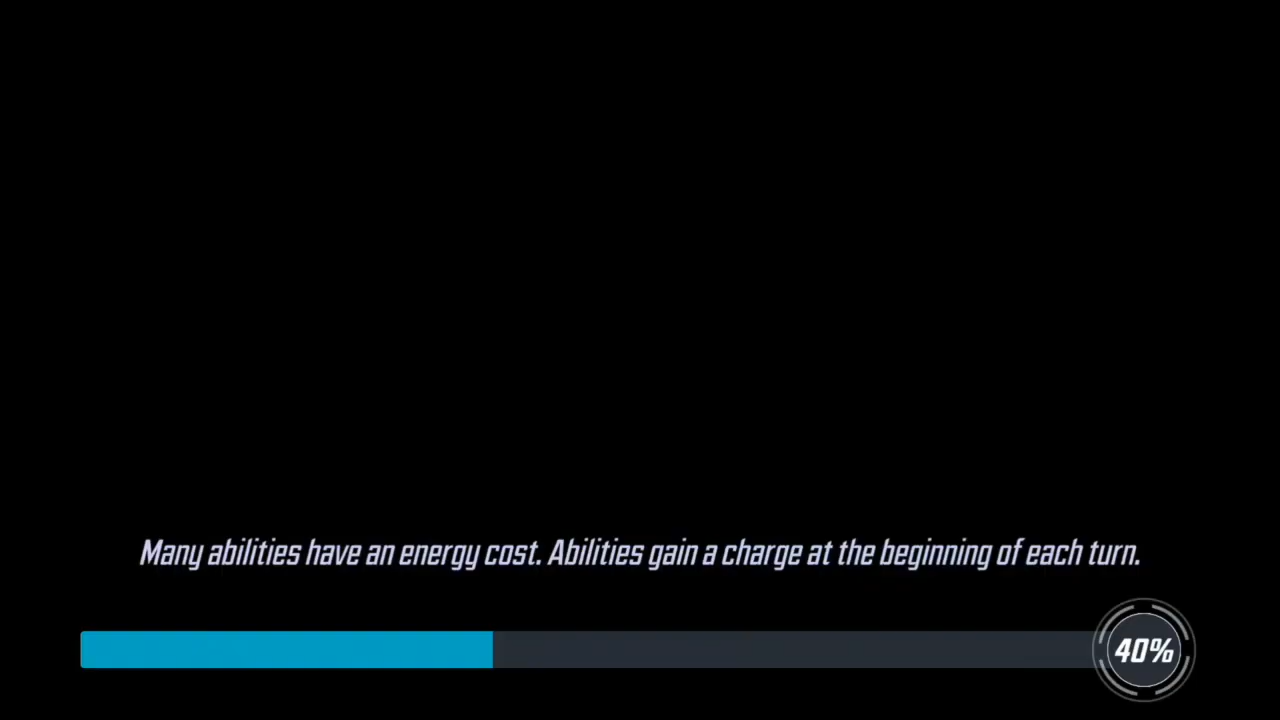 Many abilities have an energy cost. Abilities gain a charge at the beginning of each turn.
40%